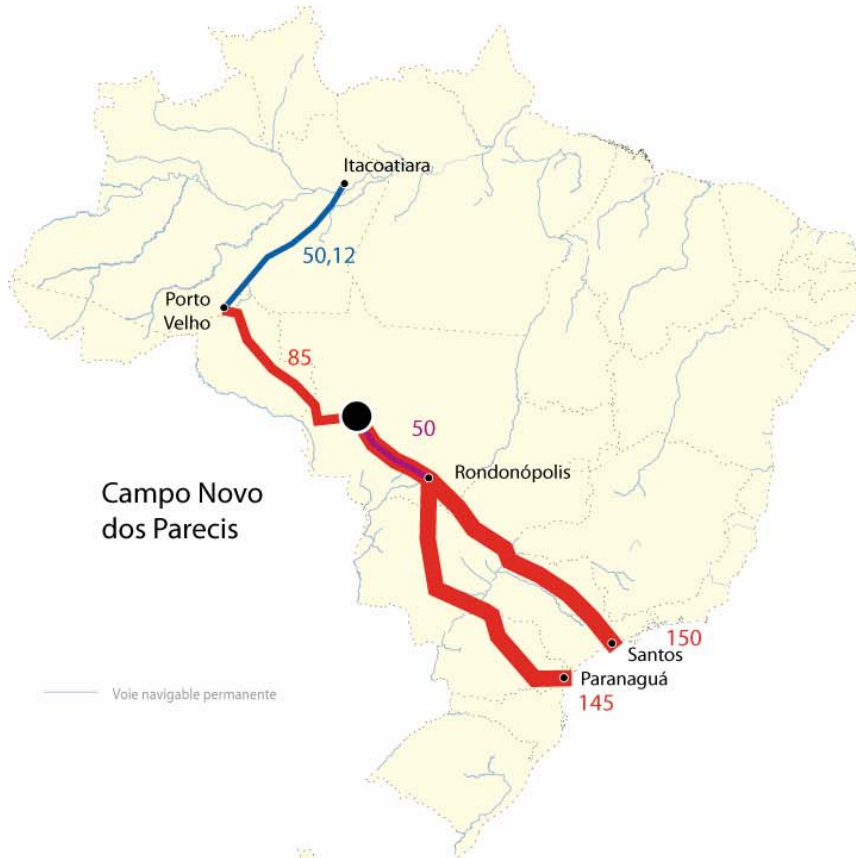 Itacoatiara
50,12
Porto
Velho
85
50
Rondonópolis
Campo Novo
dos Parecis
150
Santos
Paranaguá
145
Voie navigable permanente